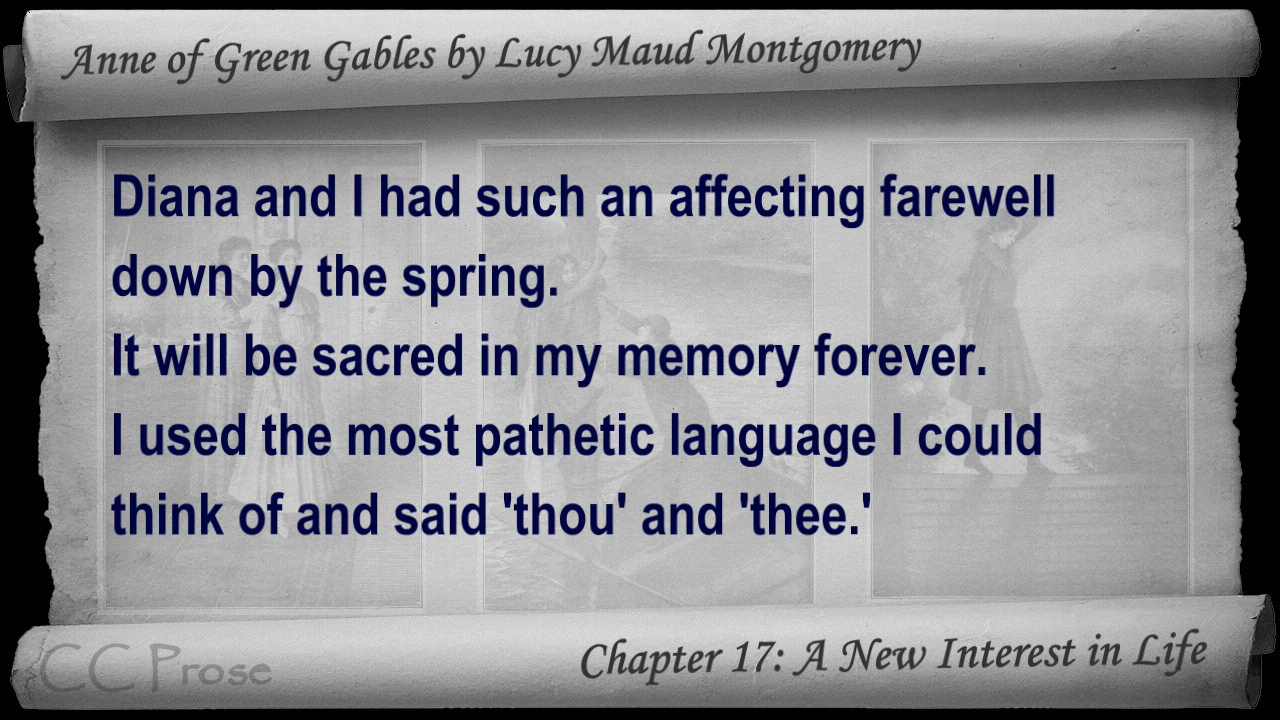 Anne of Green Gables by Lucy Maud Montgomery
Diana and I had such an affecting farewell
down by the spring.
It will be sacred in my memory forever.
I used the most pathetic language I could
think of and said 'thou' and 'thee.'
CC Prose
Chapter 17: A New Interest in Life